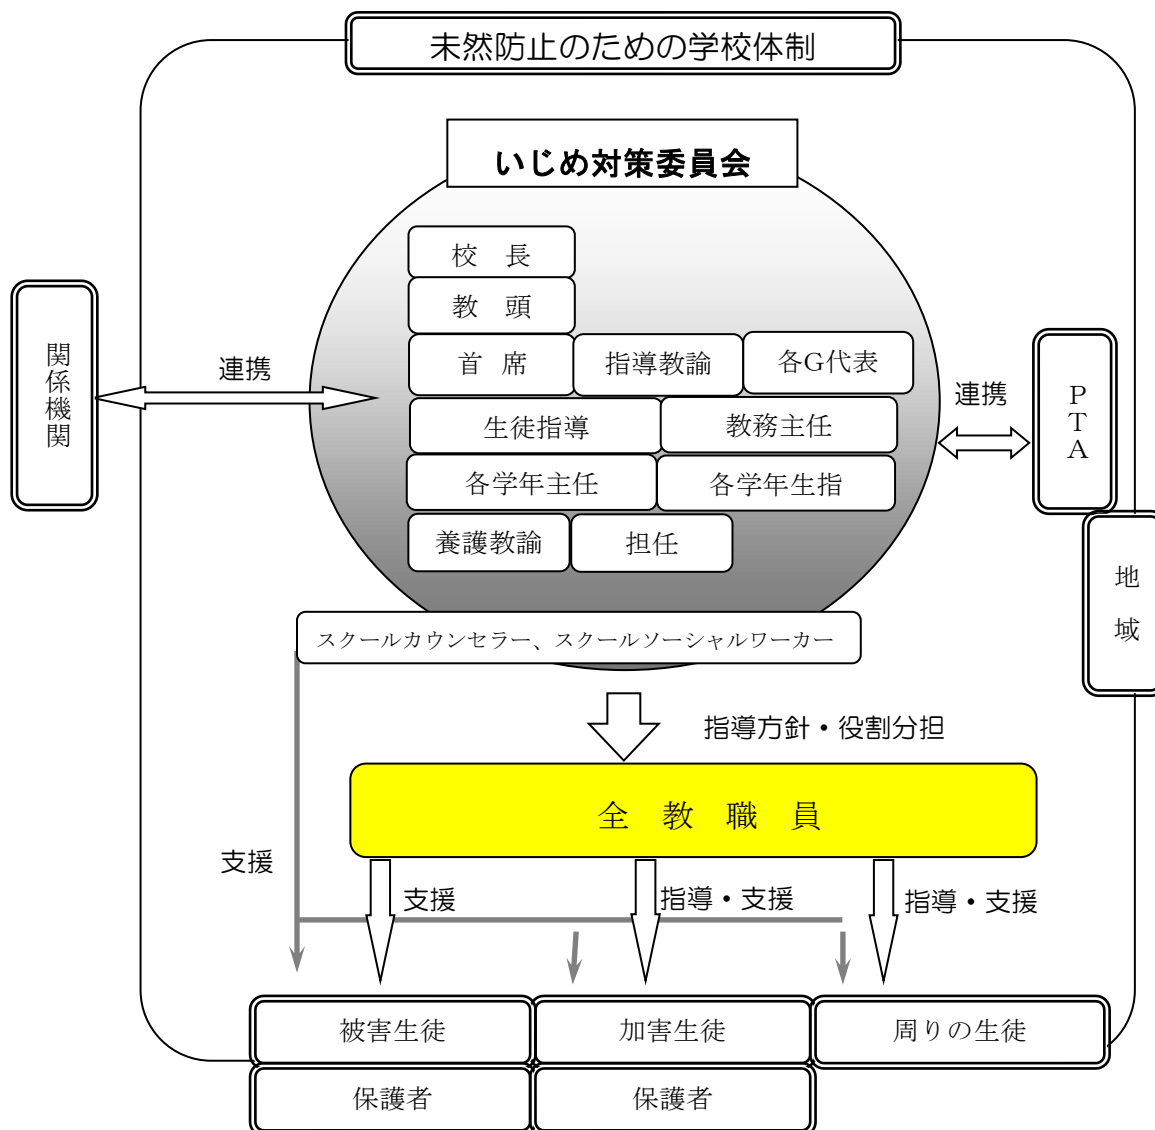 未然防止のための学校体制
いじめ対策委員会
校　長
教　頭
首　席
指導教諭
各G代表
生徒指導
教務主任
各学年主任
各学年生指
養護教諭
担任
スクールカウンセラー、スクールソーシャルワーカー
関係機関
連携
連携
PTA
地域
指導方針・役割分担
全　教　職　員
支援
支援
指導・支援
指導・支援
被害生徒
加害生徒
周りの生徒
保護者
保護者